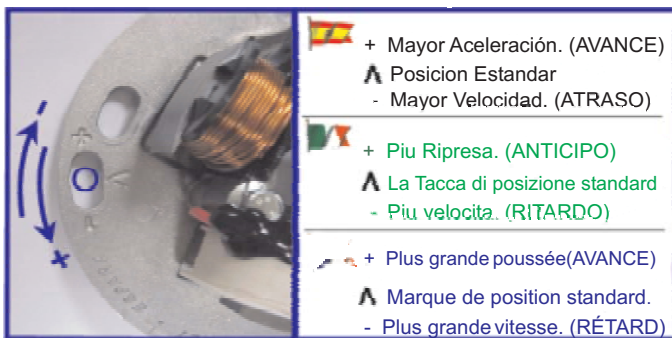 + Mayor Aceleración. (AVANCE)
Λ Posicion Estandar
- Mayor Velocidad. (ATRASO)
+ Piu Ripresa. (ANTICIPO)
Λ La Tacca di posizione standard
- Piu velocita. (RITARDO)
+ Plus grande poussée(AVANCE)
Λ Marque de position standard.
- Plus grande vitesse. (RÉTARD)